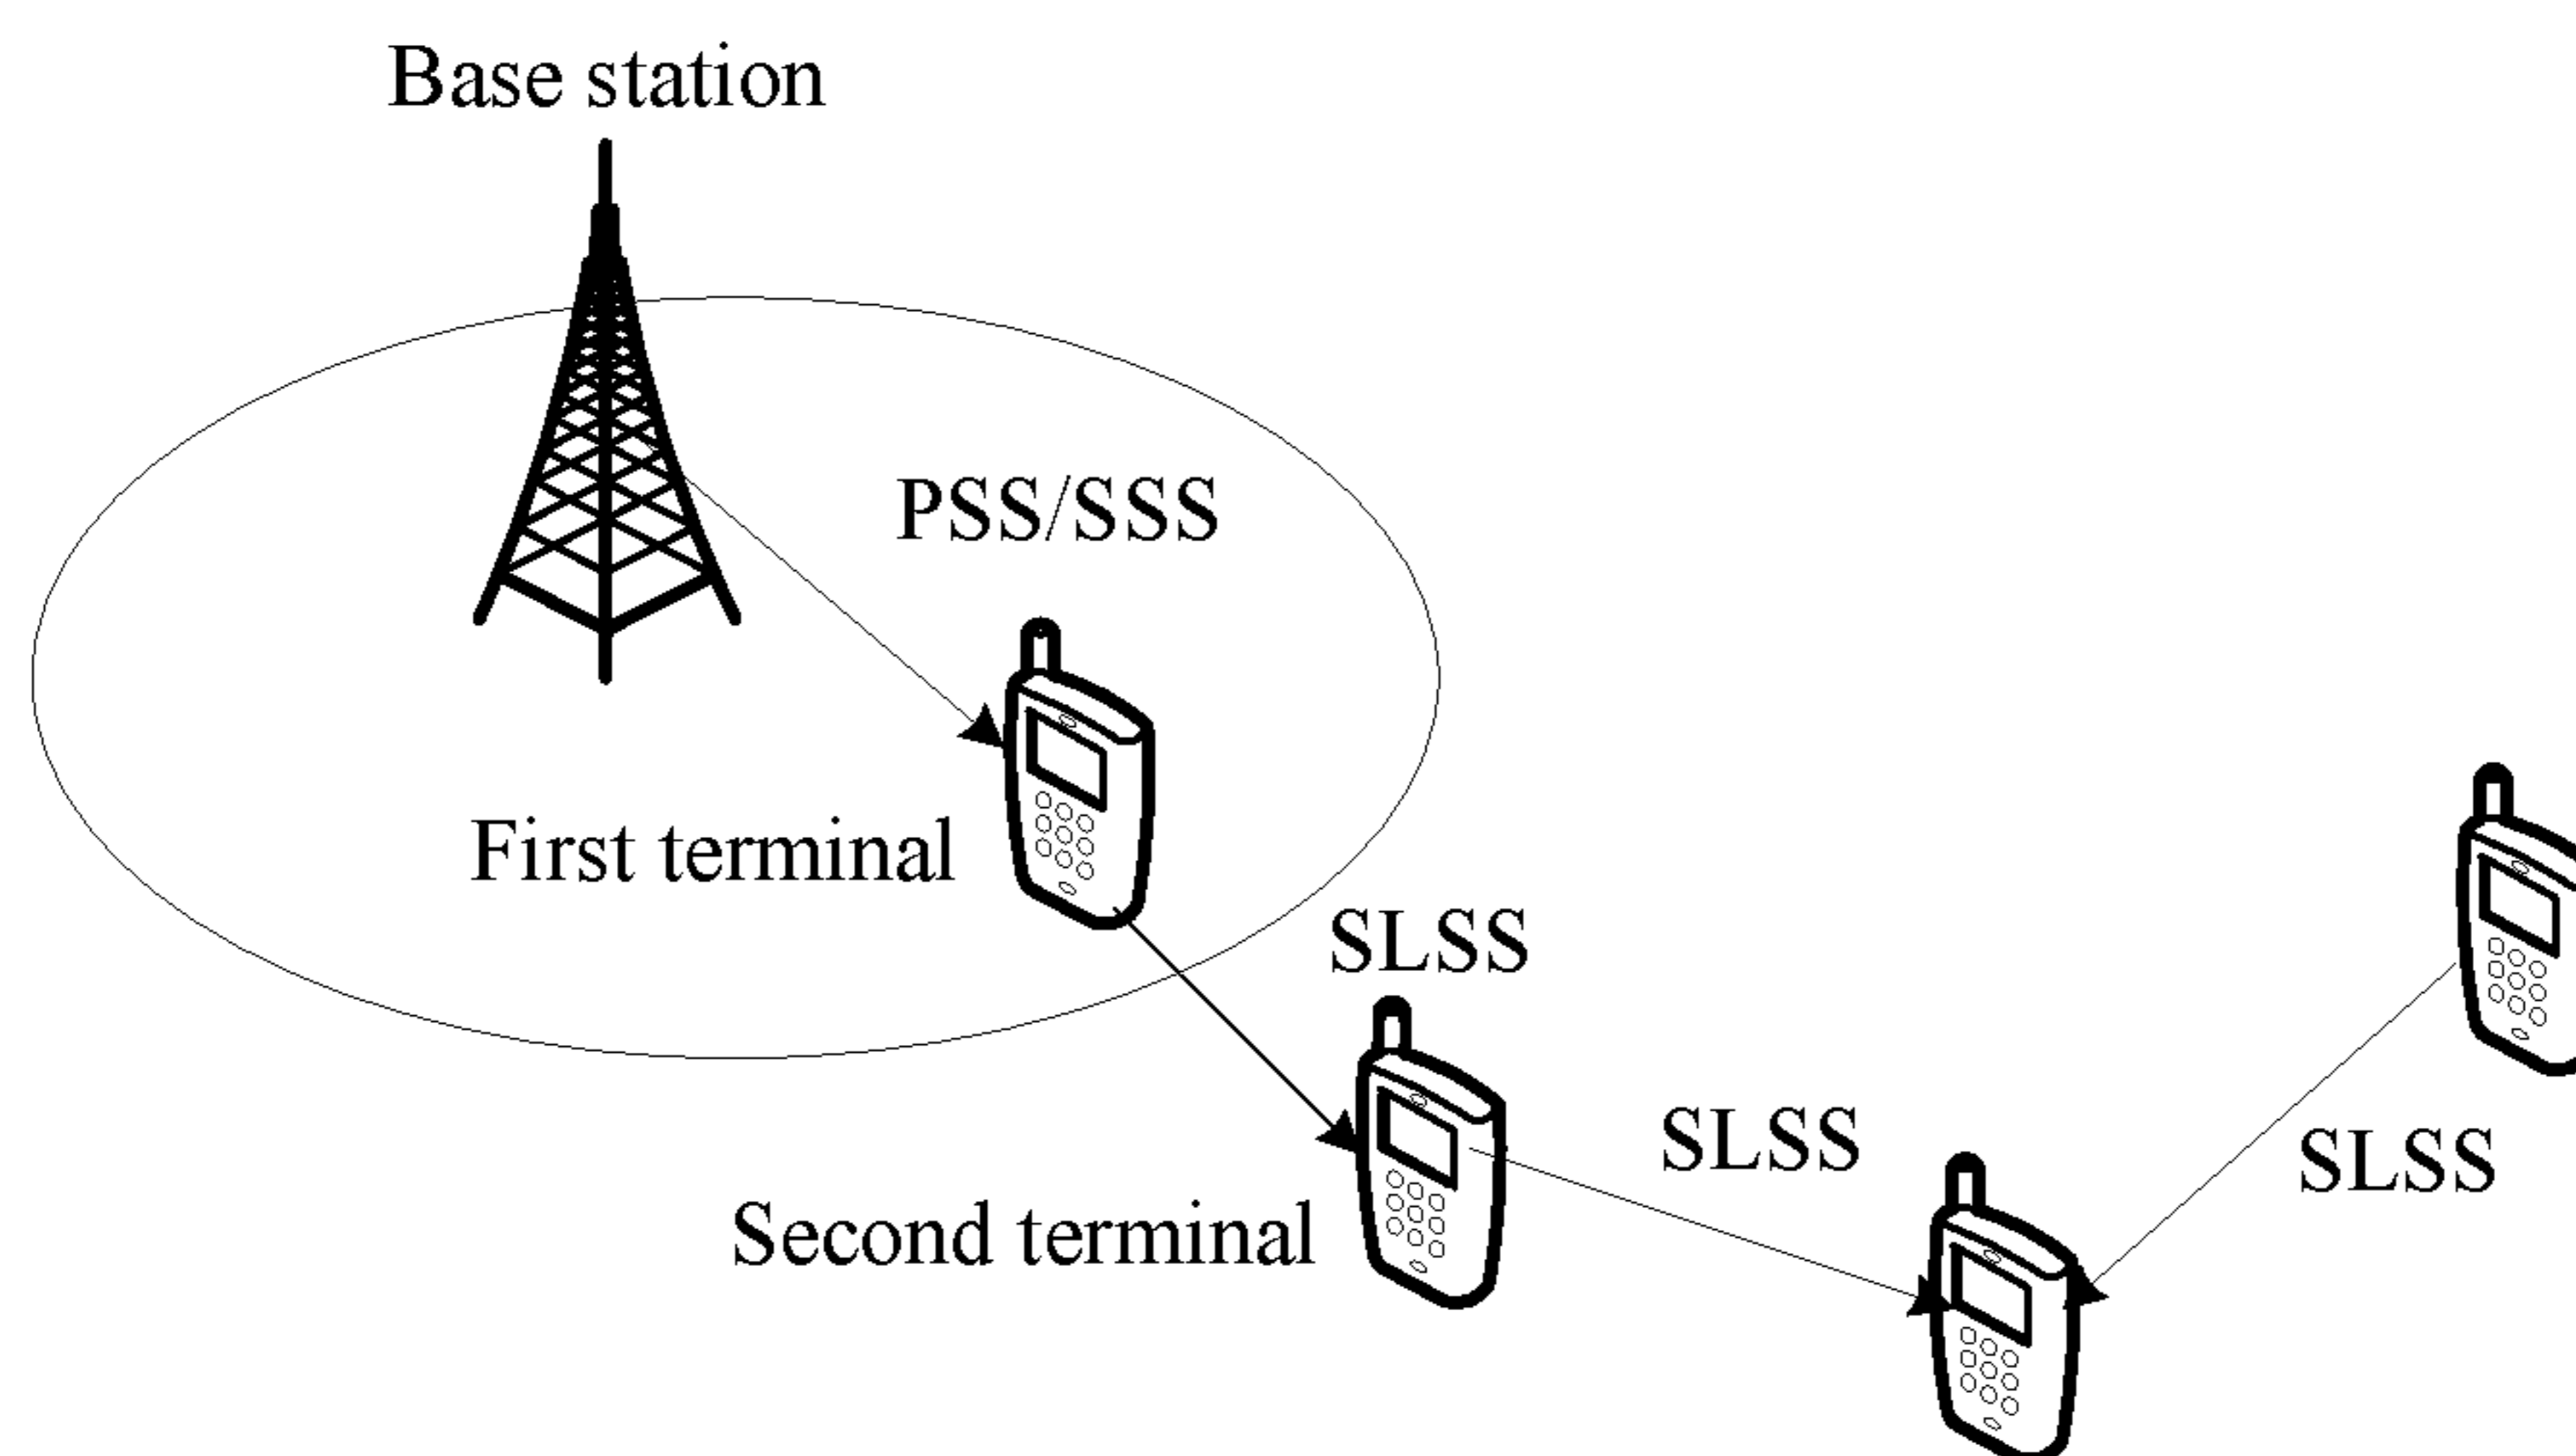 Base station
PSS/SSS
First terminal
SLSS
SLSS
SLSS
Second terminal